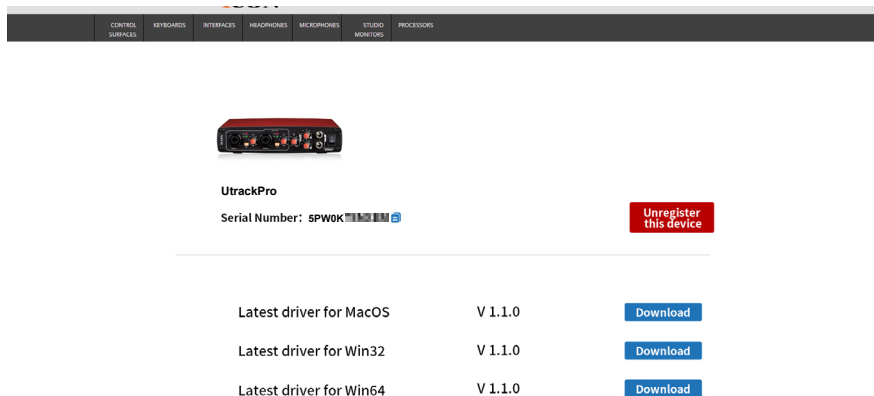 CONTROL SURFACES KEYBOARDS INTERFACES HEADPHONES MICROPHONES STUDIO MONITORS PROCESSORS
UtrackPro
Serial Number: 5PW0K
Unregister
this device
Latest driver for MacOS V 1.1.0 Download
Latest driver for Win32 V 1.1.0 Download
Latest driver for Win64 V 1.1.0 Download